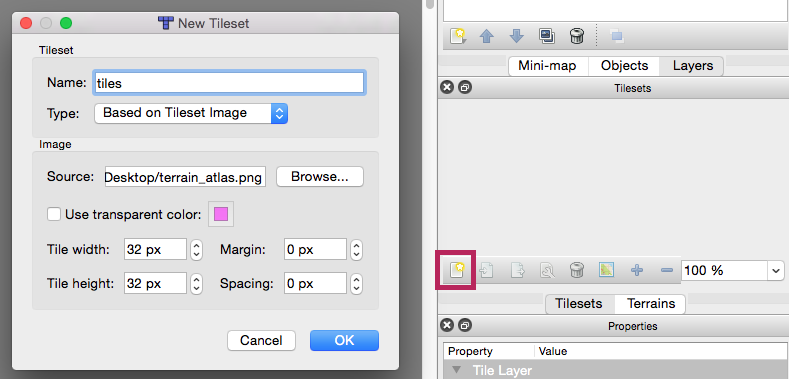 New Tileset
Tileset
Name: tiles
Type: Based on Tileset Image
Image
Source: Desktop/terrain_atlas.png Browse...
Use transparent color:
Tile width: 32 px Margin: 0 px
Tile height: 32 px Spacing: 0 px
Cancel OK
Mini-map Objects Layers
Tilesets
100 %
Tilesets Terrains
Properties
Property Value
Tile Layer